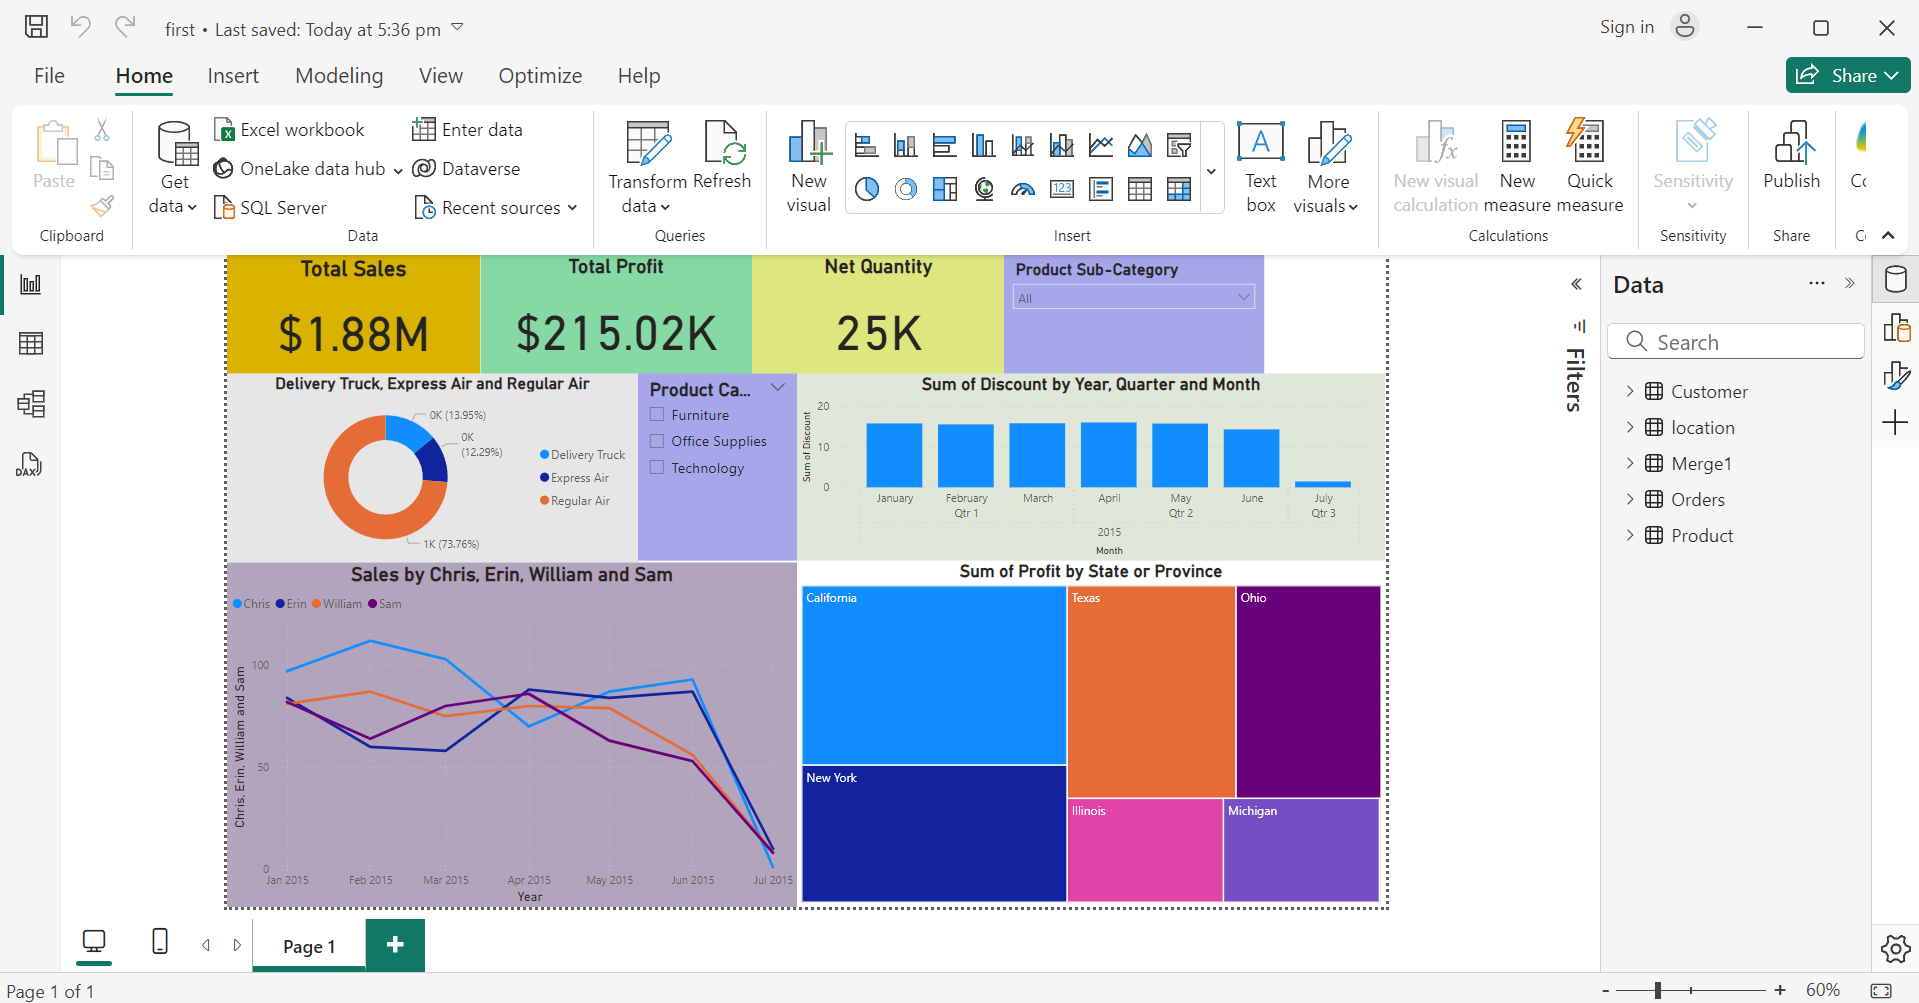 first • Last saved: Today at 5:36 pm
Sign in
File Home Insert Modeling View Optimize Help
Share
Paste
Clipboard
Get data
Excel workbook
OneLake data hub
SQL Server
Enter data
Dataverse
Recent sources
Data
Transform data
Refresh
Queries
New visual
123
Insert
A
Text box
More visuals
New visual calculation
fx
New measure
Quick measure
Calculations
Sensitivity
Sensitivity
Publish
Share
DAX
Total Sales
$1.88M
Total Profit
$215.02K
Net Quantity
25K
Product Sub-Category
All
Delivery Truck, Express Air and Regular Air
0K (13.95%)
0K
(12.29%)
1K (73.76%)
Delivery Truck
Express Air
Regular Air
Product Ca...
Furniture
Office Supplies
Technology
Sum of Discount by Year, Quarter and Month
Sum of Discount
20
10
0
January February March April May June July
Qtr 1 Qtr 2 Qtr 3
2015
Month
Sales by Chris, Erin, William and Sam
Chris Erin William Sam
Chris, Erin, William and Sam
100
50
0
Jan 2015 Feb 2015 Mar 2015 Apr 2015 May 2015 Jun 2015 Jul 2015
Year
Sum of Profit by State or Province
California
Texas
Ohio
New York
Illinois
Michigan
Filters
Data
Search
Customer
location
Merge1
Orders
Product
Page 1
Page 1 of 1
60%